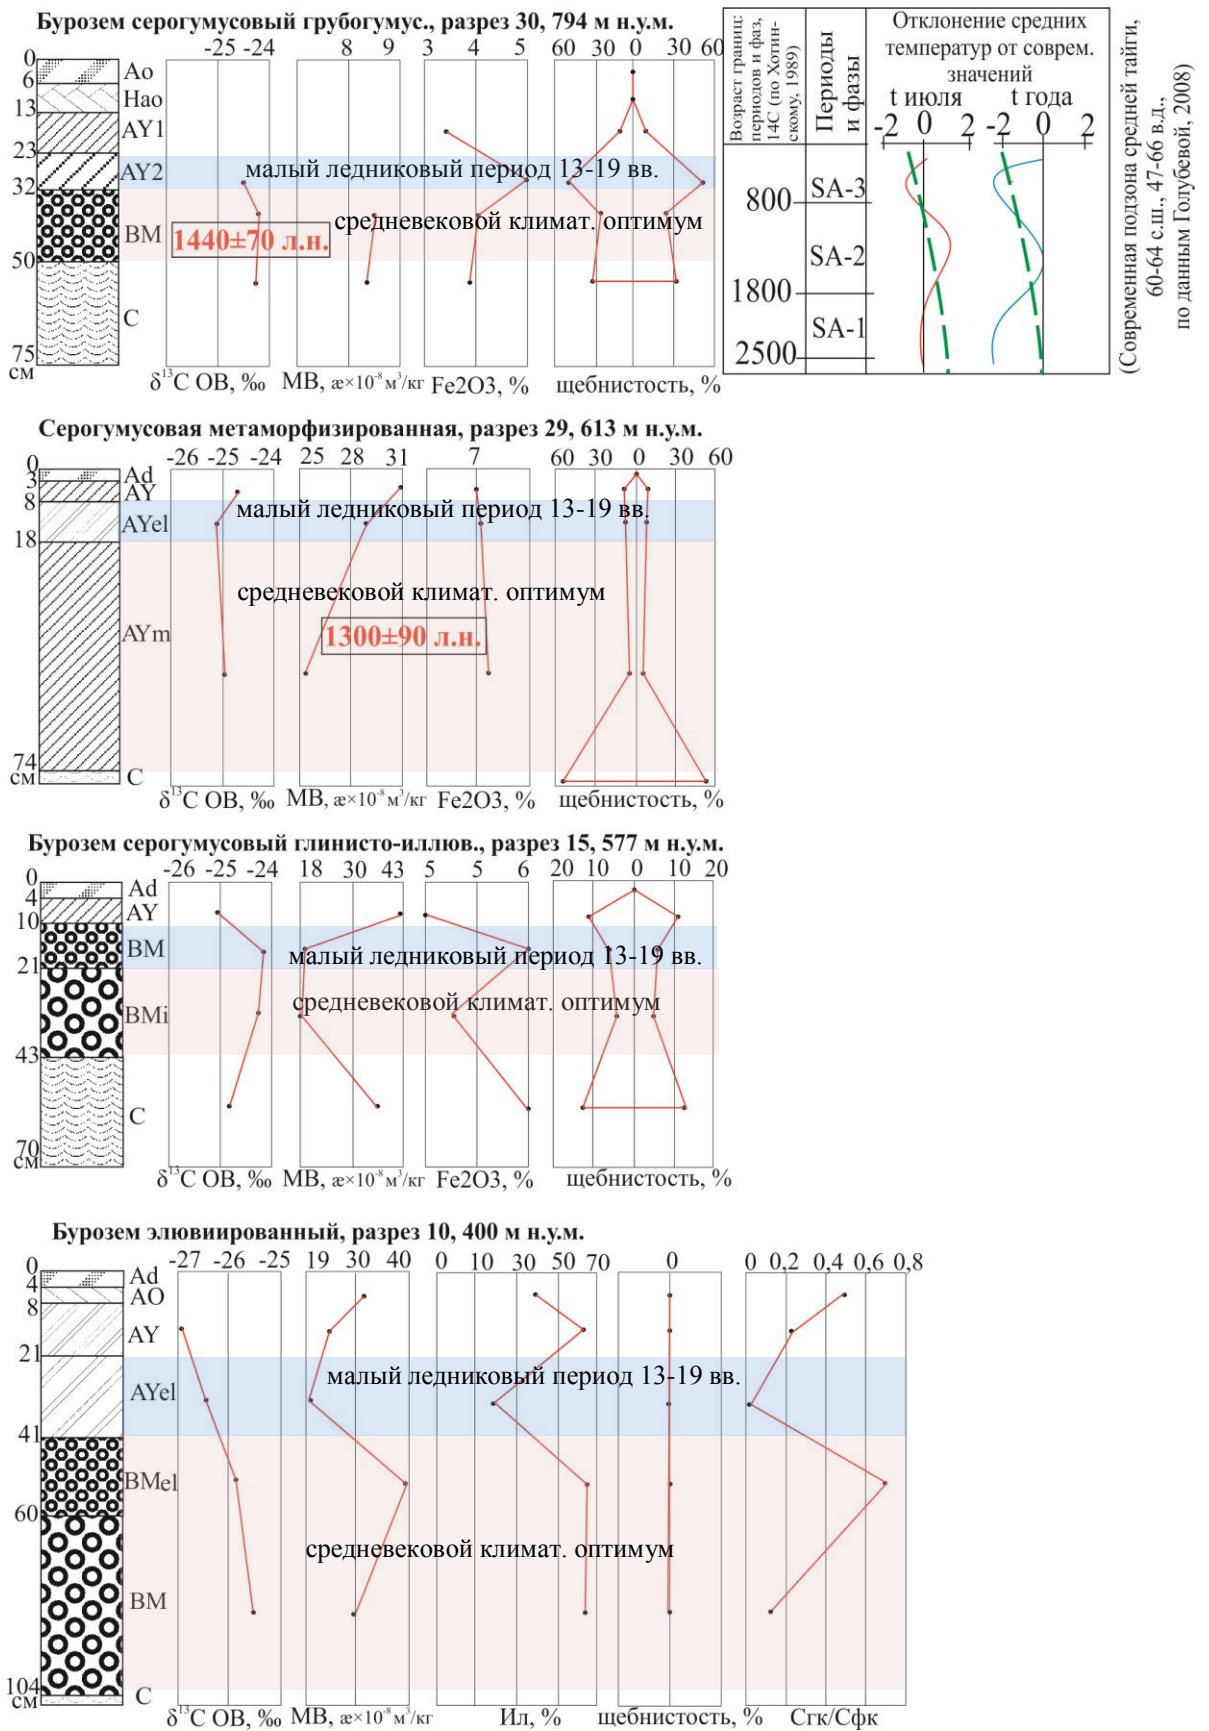 Бурозем серогумусовый грубогумус., разрез 30, 794 м н.у.м.
-25 -24 8 9 3 4 5 60 30 0 30 60
0
6
13
23
32
50
75
см
Ао
Нао
AY1
AY2
BM
C
малый ледниковый период 13-19 вв.
средневековой климат. оптимум
1440±70 л.н.
δ¹³С ОВ, ‰ МВ, æ×10⁻⁸ м³/кг Fe2O3, % щебнистость, %
Возраст границ:
периодов и фаз,
14С (по Хотин-
скому, 1989)
Периоды
и фазы
Отклонение средних
температур от соврем.
значений
t июля t года
-2 0 2 -2 0 2
800
1800
2500
SA-3
SA-2
SA-1
(Современная подзона средней тайги,
60-64 с.ш., 47-66 в.д.,
по данным Голубевой, 2008)
Серогумусовая метаморфизированная, разрез 29, 613 м н.у.м.
-26 -25 -24 25 28 31 7 60 30 0 30 60
0
3
8
18
74
см
Ad
AY
AYel
AYm
C
малый ледниковый период 13-19 вв.
средневековой климат. оптимум
1300±90 л.н.
δ¹³С ОВ, ‰ МВ, æ×10⁻⁸ м³/кг Fe2O3, % щебнистость, %
Бурозем серогумусовый глинисто-иллюв., разрез 15, 577 м н.у.м.
-26 -25 -24 18 30 43 5 5 6 20 10 0 10 20
0
4
10
21
43
70
см
Ad
AY
BM
BMi
C
малый ледниковый период 13-19 вв.
средневековой климат. оптимум
δ¹³С ОВ, ‰ МВ, æ×10⁻⁸ м³/кг Fe2O3, % щебнистость, %
Бурозем элювиированный, разрез 10, 400 м н.у.м.
-27 -26 -25 19 30 40 0 10 30 50 70 0 0 0,2 0,4 0,6 0,8
0
4
8
21
41
60
104
см
Ad
AO
AY
AYel
BMel
BM
C
малый ледниковый период 13-19 вв.
средневековой климат. оптимум
δ¹³С ОВ, ‰ МВ, æ×10⁻⁸ м³/кг Ил, % щебнистость, % Сгк/Сфк